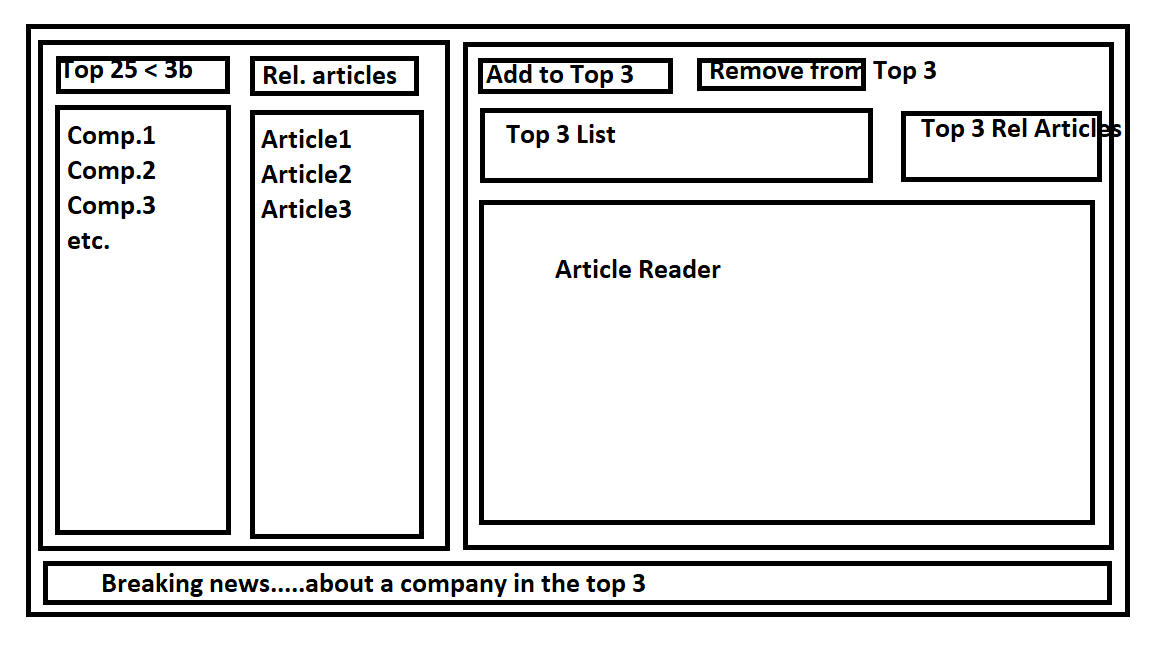 Top 25 < 3b
Rel. articles
Comp.1
Comp.2
Comp.3
etc.
Article1
Article2
Article3
Add to Top 3
Remove from Top 3
Top 3 List
Top 3 Rel Articles
Article Reader
Breaking news.....about a company in the top 3